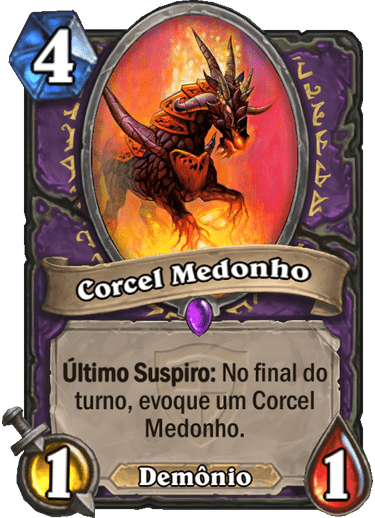 4
Corcel Medonho
Último Suspiro: No final do
turno, evoque um Corcel
Medonho.
1
Demônio
1